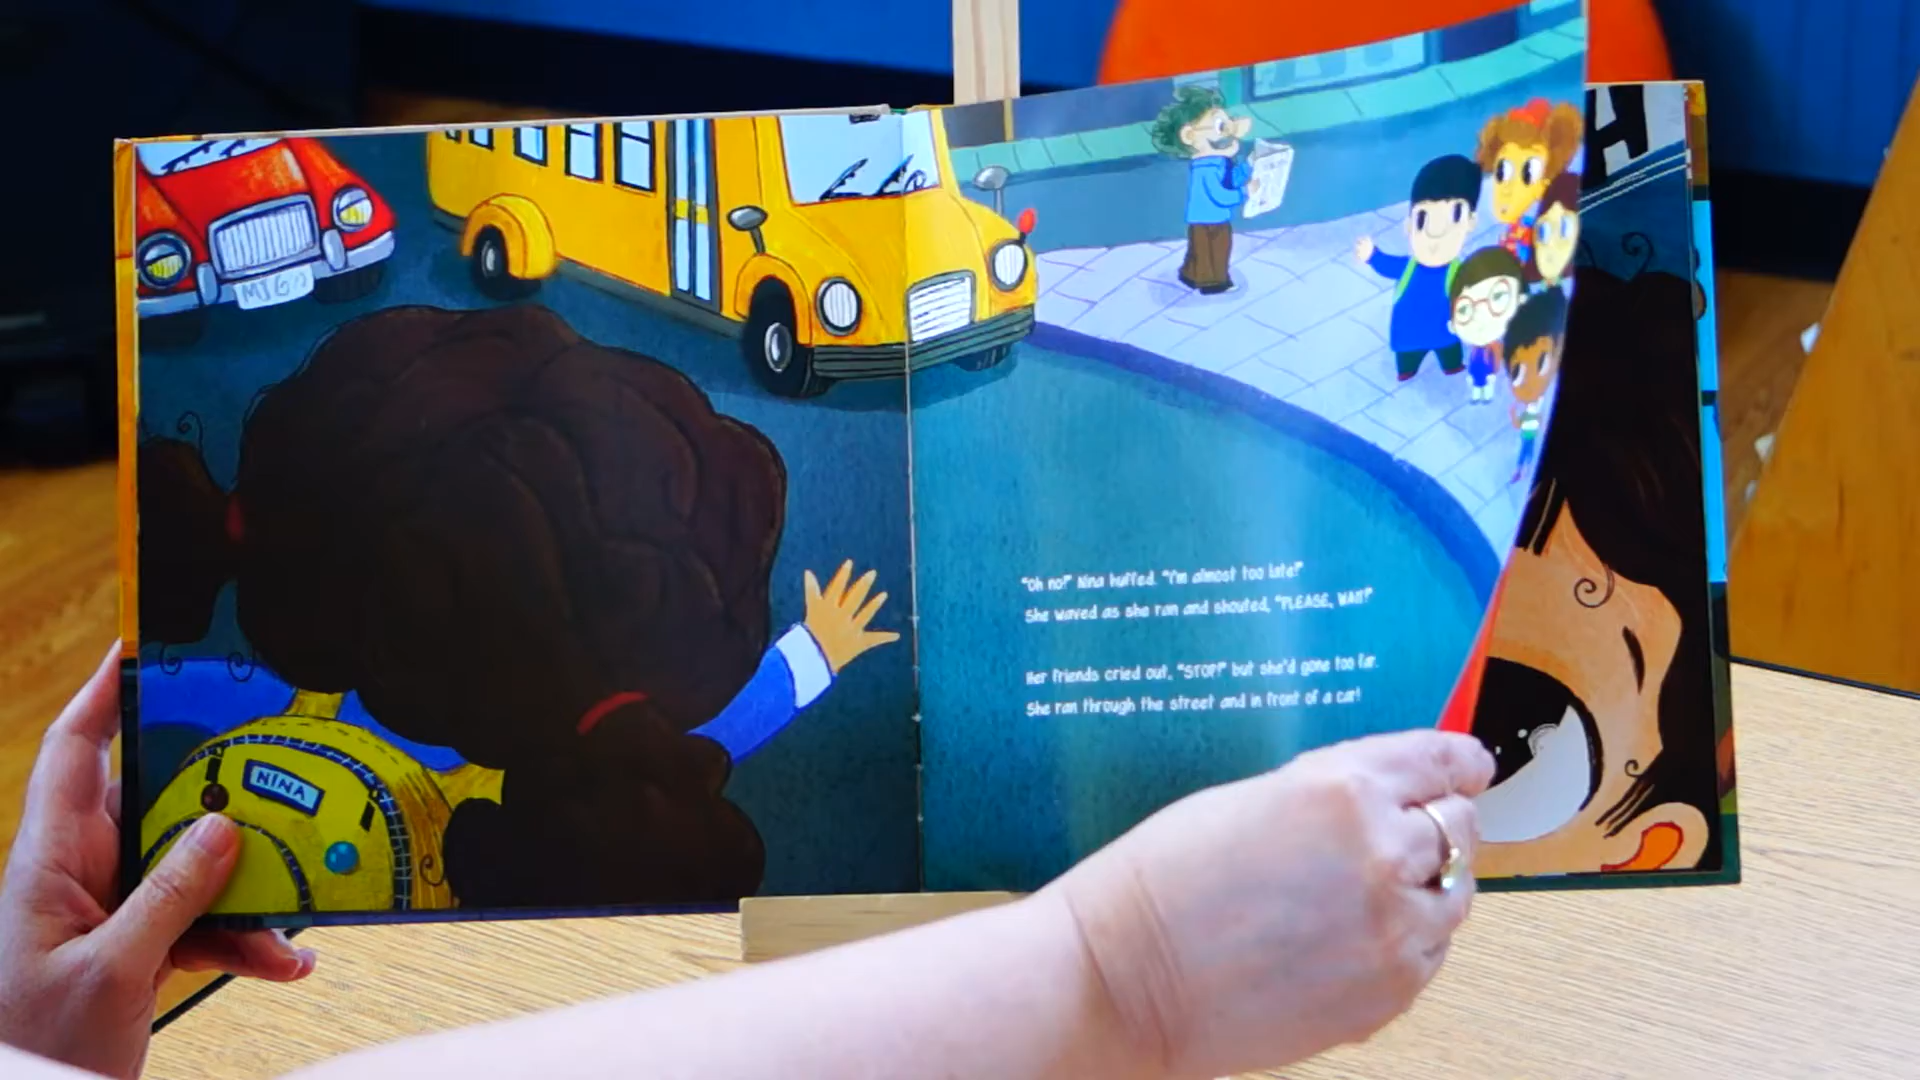 NINA
"Oh no!" Nina huffed. "I'm almost too late!"
She waved as she ran and shouted, "PLEASE, WAIT!"
Her friends cried out, "STOP!" but she'd gone too far.
She ran through the street and in front of a car!